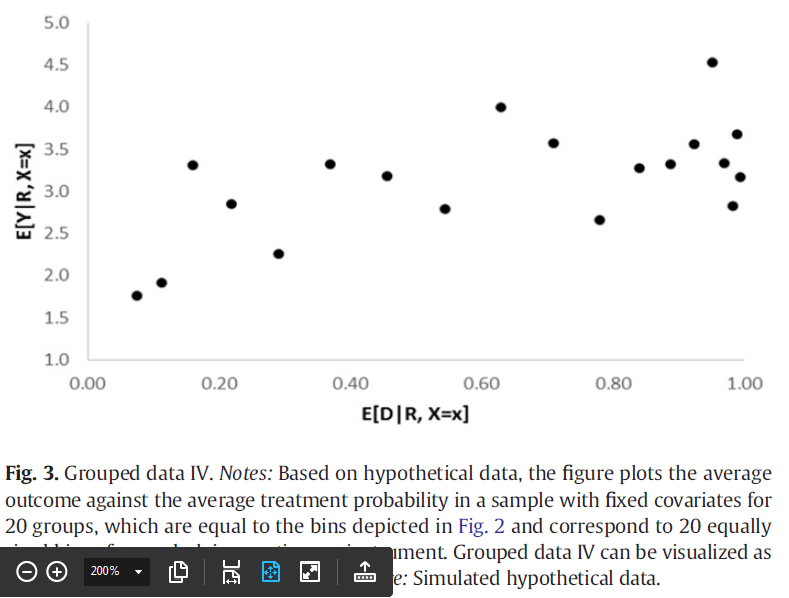 5.0
4.5
4.0
3.5
3.0
2.5
2.0
1.5
1.0
E[Y|R, X=x]
0.00 0.20 0.40 0.60 0.80 1.00
E[D|R, X=x]
Fig. 3. Grouped data IV. Notes: Based on hypothetical data, the figure plots the average
outcome against the average treatment probability in a sample with fixed covariates for
20 groups, which are equal to the bins depicted in Fig. 2 and correspond to 20 equally
Grouped data IV can be visualized as
Simulated hypothetical data.
200%